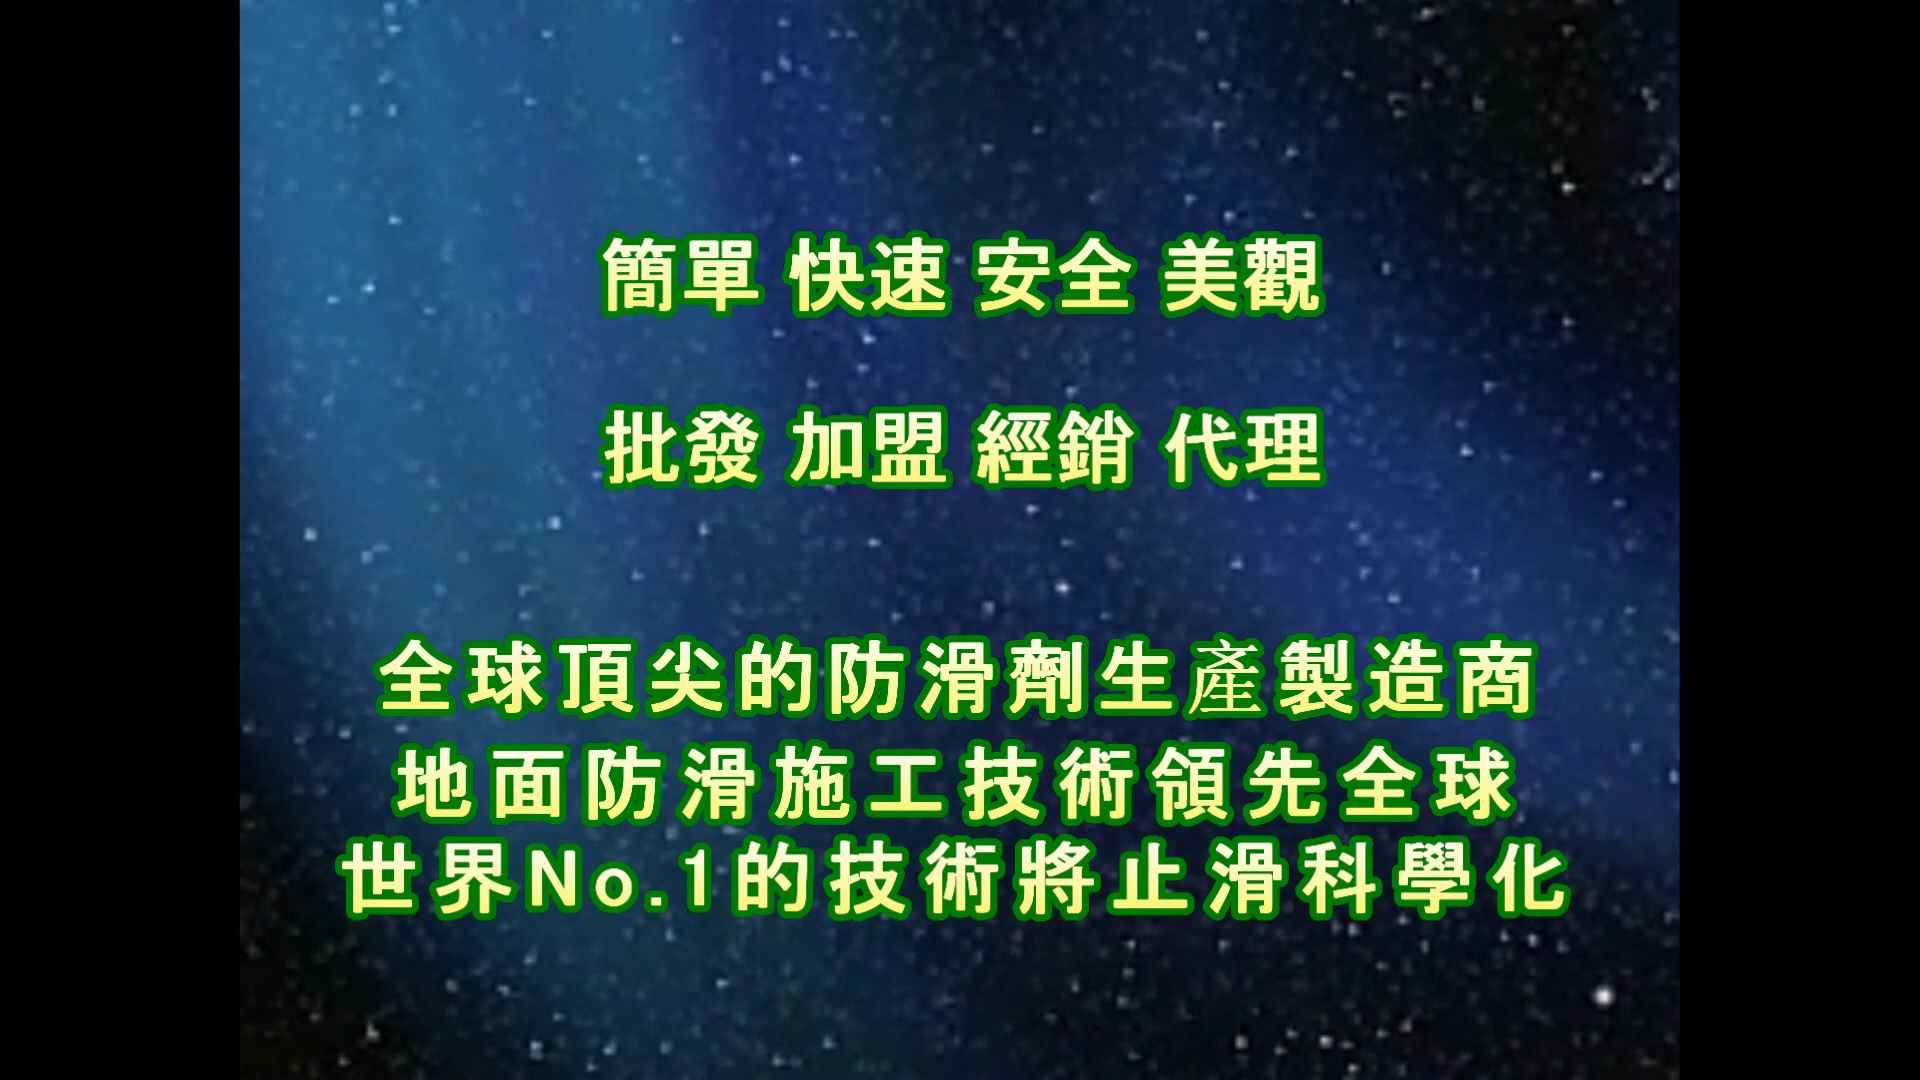 簡單 快速 安全 美觀
批發 加盟 經銷 代理
全球頂尖的防滑劑生產製造商
地面防滑施工技術領先全球
世界No.1的技術將止滑科學化